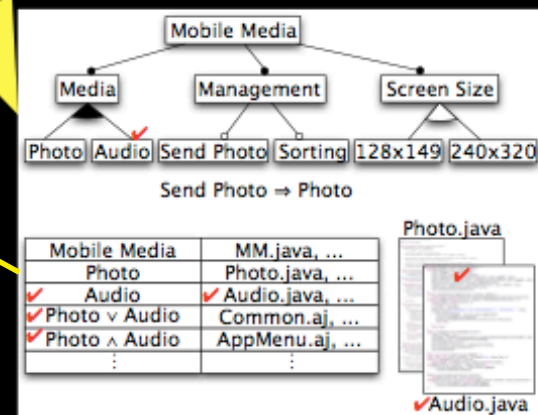 Mobile Media
Media Management Screen Size
Photo Audio Send Photo Sorting 128x149 240x320
Send Photo ⇒ Photo
Photo.java
Mobile Media MM.java, ...
Photo Photo.java, ...
Audio Audio.java, ...
Photo ∨ Audio Common.aj, ...
Photo ∧ Audio AppMenu.aj, ...
⋮ ⋮
Audio.java